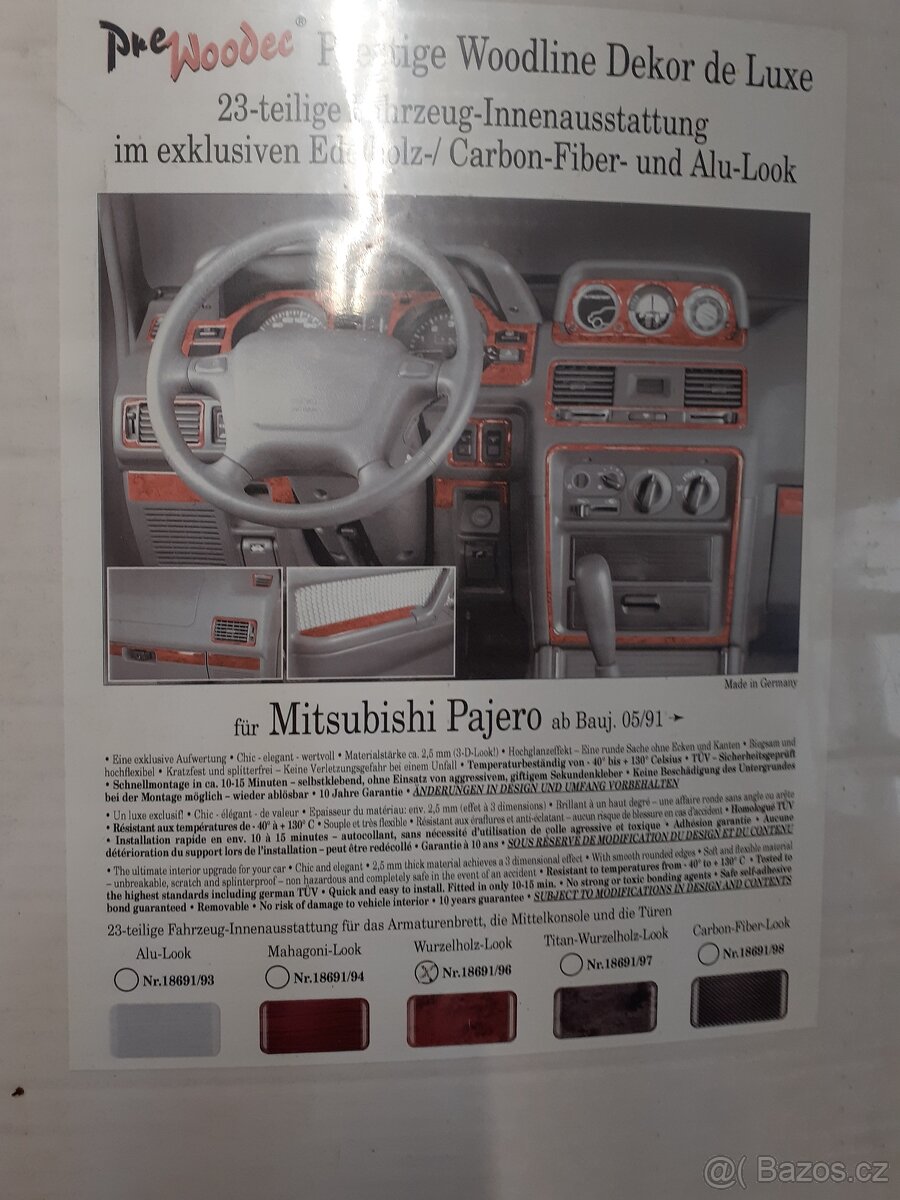 PreWoodec® Prestige Woodline Dekor de Luxe
23-teilige Fahrzeug-Innenausstattung
im exklusiven Edelholz-/ Carbon-Fiber- und Alu-Look
Made in Germany
für Mitsubishi Pajero ab Bauj. 05/91
• Eine exklusive Aufwertung • Chic - elegant - wertvoll • Materialstärke ca. 2,5 mm (3-D-Look!) • Hochglanzeffekt – Eine runde Sache ohne Ecken und Kanten • Biegsam und
hochflexibel • Kratzfest und splitterfrei – Keine Verletzungsgefahr bei einem Unfall • Temperaturbeständig von - 40° bis + 130° Celsius • TÜV – Sicherheitsgeprüft
• Schnellmontage in ca. 10-15 Minuten – selbstklebend, ohne Einsatz von aggressivem, giftigem Sekundenkleber • Keine Beschädigung des Untergrundes
bei der Montage möglich – wieder ablösbar • 10 Jahre Garantie • ÄNDERUNGEN IN DESIGN UND UMFANG VORBEHALTEN
• Un luxe exclusif! • Chic - élégant - de valeur • Epaisseur du matériau: env. 2,5 mm (effet à 3 dimensions) • Brillant à un haut degré – une affaire ronde sans angle ou arête
• Résistant aux températures de - 40° à + 130° C • Souple et très flexible • Résistant aux éraflures et anti-éclatant – aucun risque de blessure en cas d'accident • Homologué TÜV
• Installation rapide en env. 10 à 15 minutes – autocollant, sans nécessité d'utilisation de colle agressive et toxique • Adhésion garantie • Aucune
détérioration du support lors de l'installation – peut être redécollé • Garantie à 10 ans • SOUS RÉSERVE DE MODIFICATION DU DESIGN ET DU CONTENU
• The ultimate interior upgrade for your car • Chic and elegant • 2,5 mm thick material achieves a 3 dimensional effect • With smooth rounded edges • Soft and flexible material
– unbreakable, scratch and splinterproof – non hazardous and completely safe in the event of an accident • Resistant to temperatures from - 40° to + 130° C • Tested to
the highest standards including german TÜV • Quick and easy to install. Fitted in only 10-15 min. • No strong or toxic bonding agents • Safe self-adhesive
bond guaranteed • Removable • No risk of damage to vehicle interior • 10 years guarantee • SUBJECT TO MODIFICATIONS IN DESIGN AND CONTENTS
23-teilige Fahrzeug-Innenausstattung für das Armaturenbrett, die Mittelkonsole und die Türen
Alu-Look Mahagoni-Look Wurzelholz-Look Titan-Wurzelholz-Look Carbon-Fiber-Look
Nr.18691/93 Nr.18691/94 X Nr.18691/96 Nr.18691/97 Nr.18691/98
@( Bazos.cz